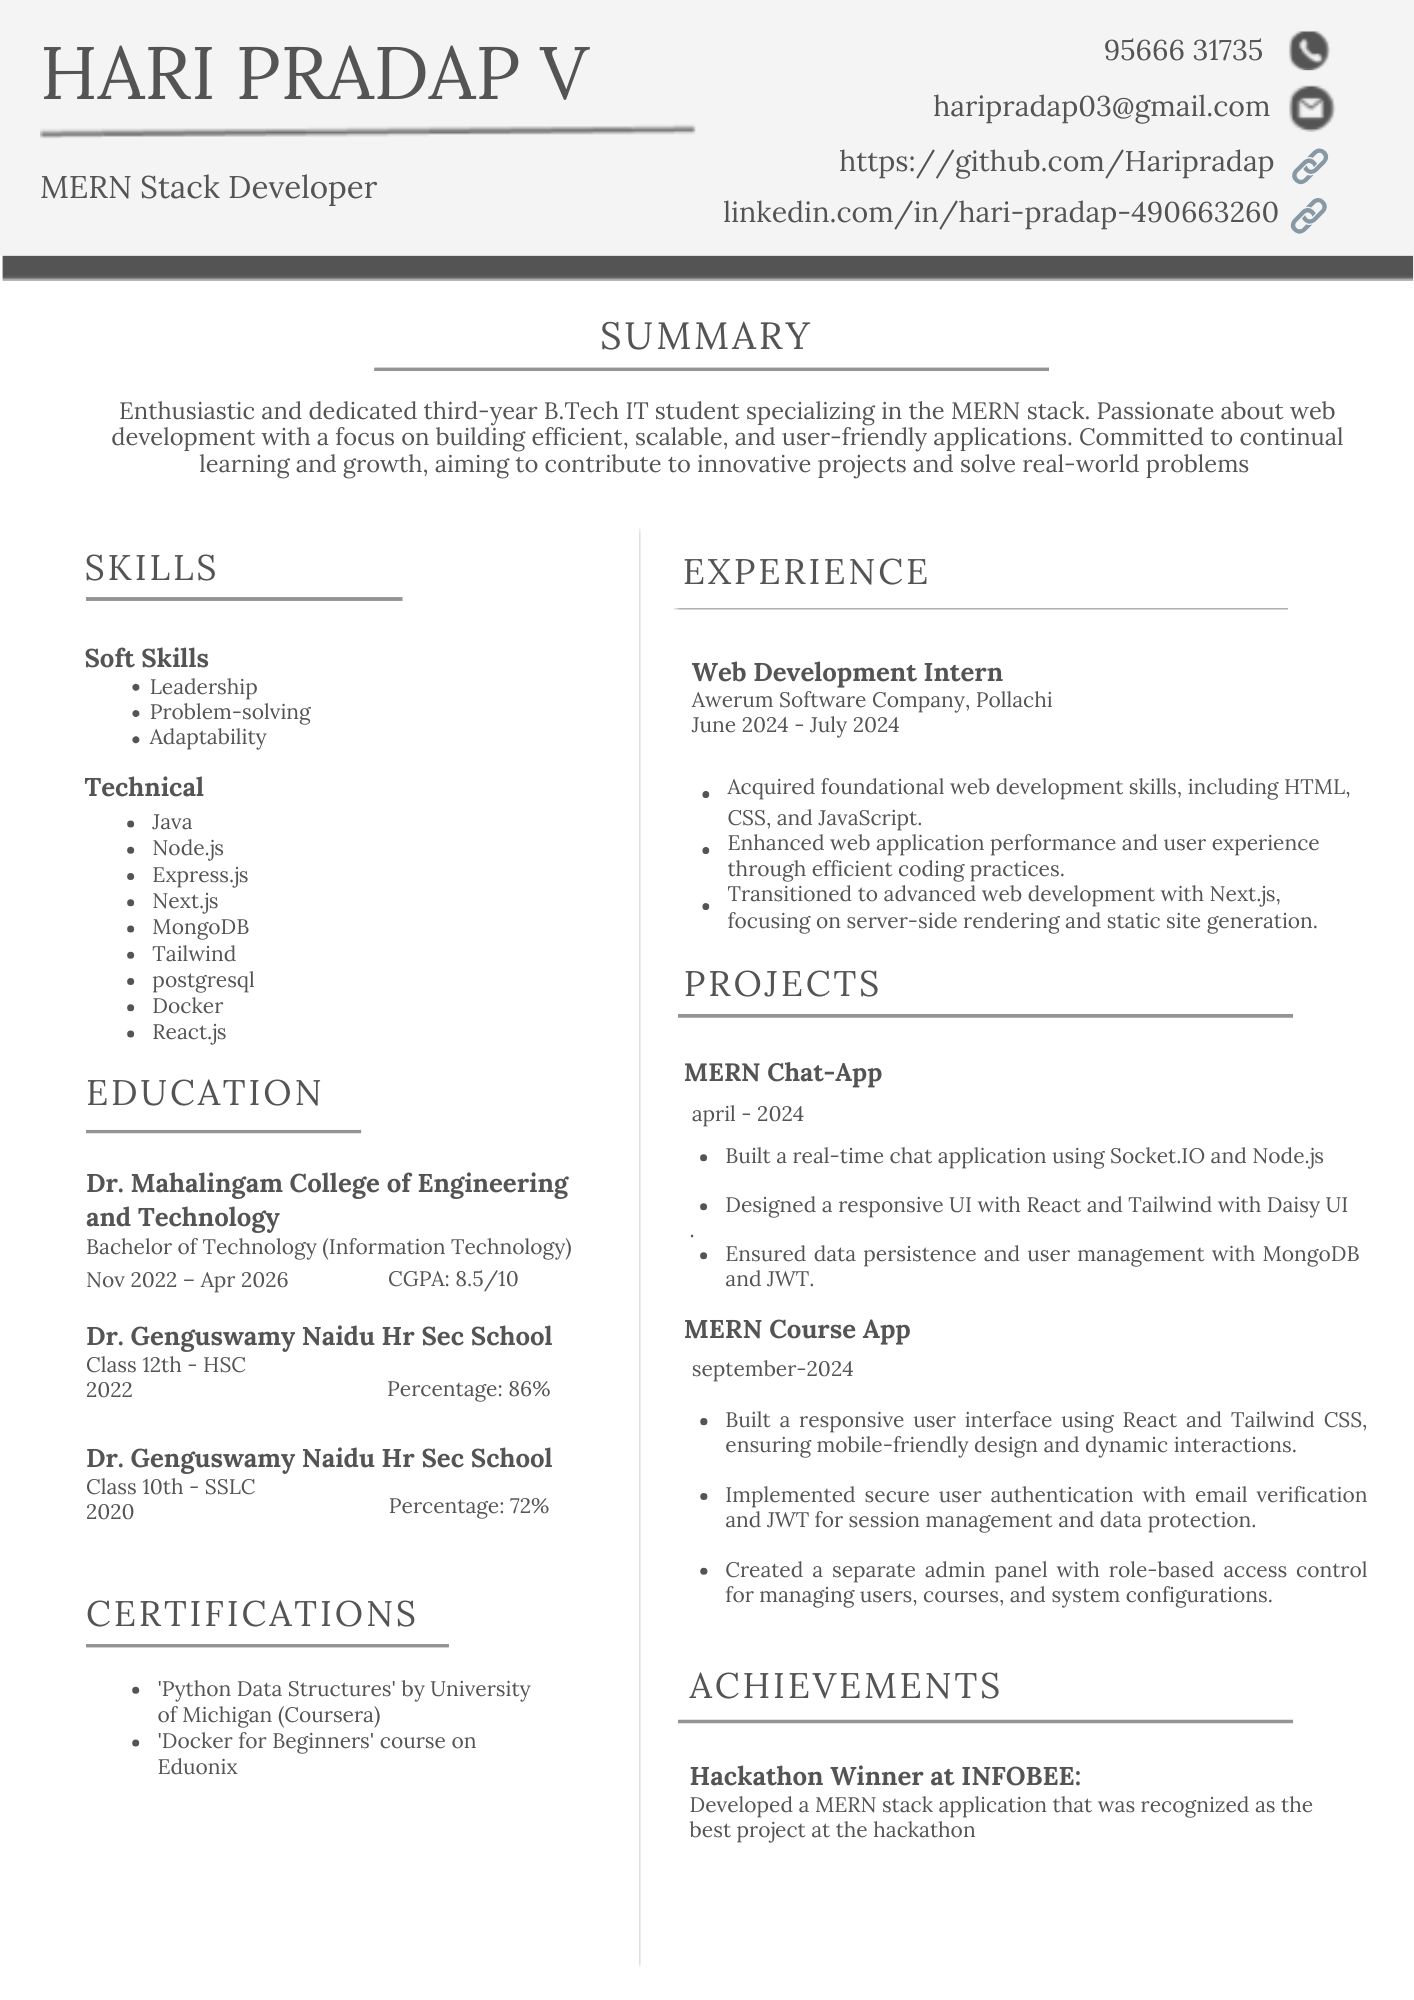 HARI PRADAP V
MERN Stack Developer
95666 31735
haripradap03@gmail.com
https://github.com/Haripradap
linkedin.com/in/hari-pradap-490663260
SUMMARY
Enthusiastic and dedicated third-year B.Tech IT student specializing in the MERN stack. Passionate about web
development with a focus on building efficient, scalable, and user-friendly applications. Committed to continual
learning and growth, aiming to contribute to innovative projects and solve real-world problems
SKILLS
Soft Skills
• Leadership
• Problem-solving
• Adaptability
Technical
• Java
• Node.js
• Express.js
• Next.js
• MongoDB
• Tailwind
• postgresql
• Docker
• React.js
EDUCATION
Dr. Mahalingam College of Engineering
and Technology
Bachelor of Technology (Information Technology)
Nov 2022 – Apr 2026 CGPA: 8.5/10
Dr. Genguswamy Naidu Hr Sec School
Class 12th - HSC
2022 Percentage: 86%
Dr. Genguswamy Naidu Hr Sec School
Class 10th - SSLC
2020 Percentage: 72%
CERTIFICATIONS
• 'Python Data Structures' by University
of Michigan (Coursera)
• 'Docker for Beginners' course on
Eduonix
EXPERIENCE
Web Development Intern
Awerum Software Company, Pollachi
June 2024 - July 2024
• Acquired foundational web development skills, including HTML,
CSS, and JavaScript.
• Enhanced web application performance and user experience
through efficient coding practices.
• Transitioned to advanced web development with Next.js,
focusing on server-side rendering and static site generation.
PROJECTS
MERN Chat-App
april - 2024
• Built a real-time chat application using Socket.IO and Node.js
• Designed a responsive UI with React and Tailwind with Daisy UI
.
• Ensured data persistence and user management with MongoDB
and JWT.
MERN Course App
september-2024
• Built a responsive user interface using React and Tailwind CSS,
ensuring mobile-friendly design and dynamic interactions.
• Implemented secure user authentication with email verification
and JWT for session management and data protection.
• Created a separate admin panel with role-based access control
for managing users, courses, and system configurations.
ACHIEVEMENTS
Hackathon Winner at INFOBEE:
Developed a MERN stack application that was recognized as the
best project at the hackathon